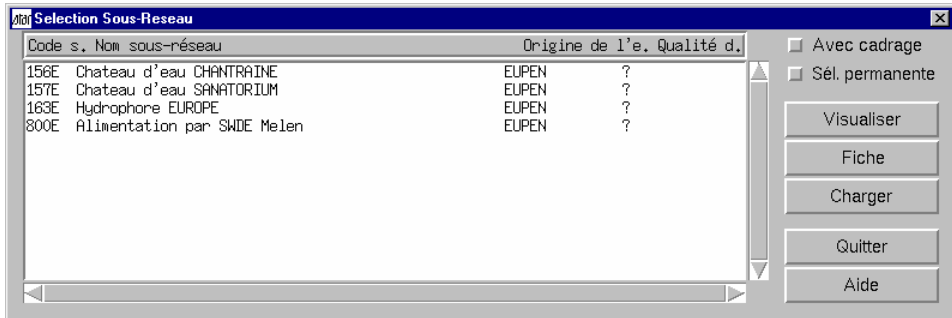 Atar Selection Sous-Reseau
Code s. Nom sous-réseau Origine de l'e. Qualité d.
156E Chateau d'eau CHANTRAINE EUPEN ?
157E Chateau d'eau SANATORIUM EUPEN ?
163E Hydrophore EUROPE EUPEN ?
800E Alimentation par SWDE Melen EUPEN ?
Avec cadrage
Sél. permanente
Visualiser
Fiche
Charger
Quitter
Aide